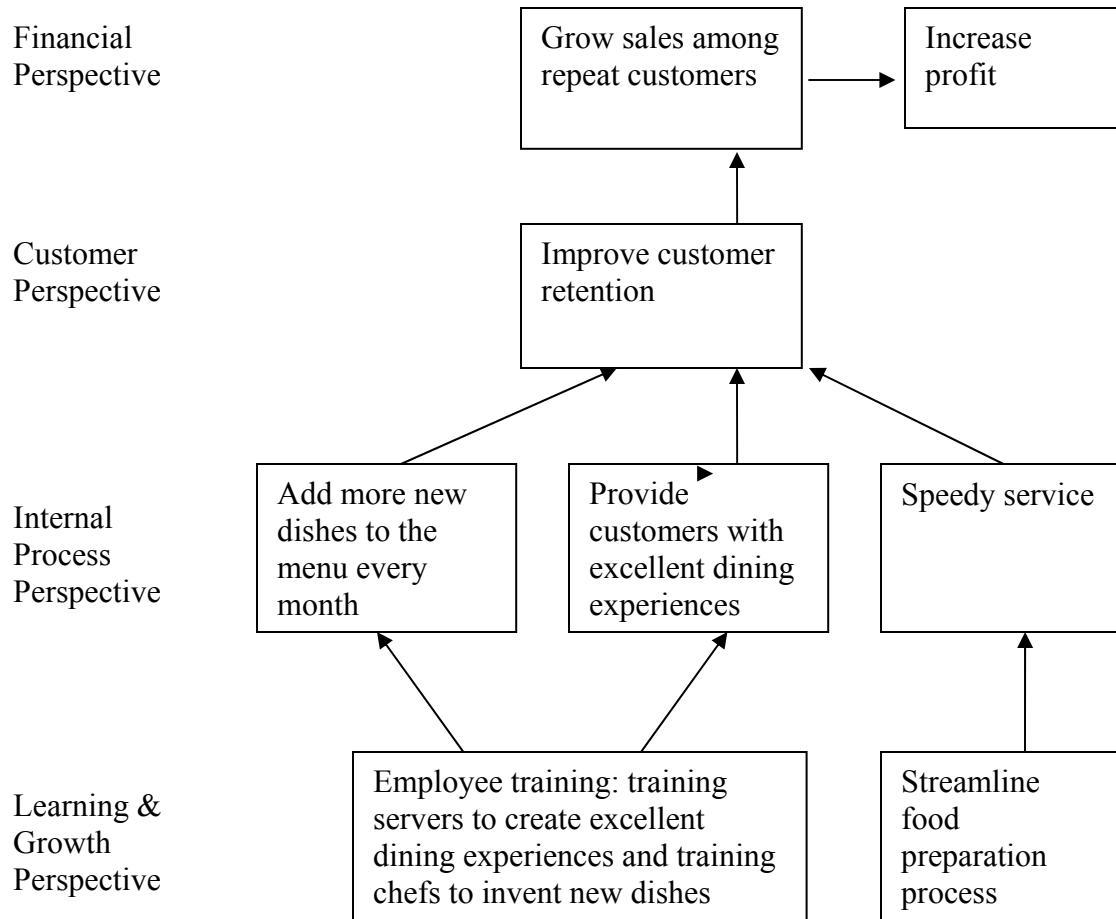 Financial
Perspective
Grow sales among
repeat customers
Increase
profit
Customer
Perspective
Improve customer
retention
Internal
Process
Perspective
Add more new
dishes to the
menu every
month
Provide
customers with
excellent dining
experiences
Speedy service
Learning &
Growth
Perspective
Employee training: training
servers to create excellent
dining experiences and training
chefs to invent new dishes
Streamline
food
preparation
process